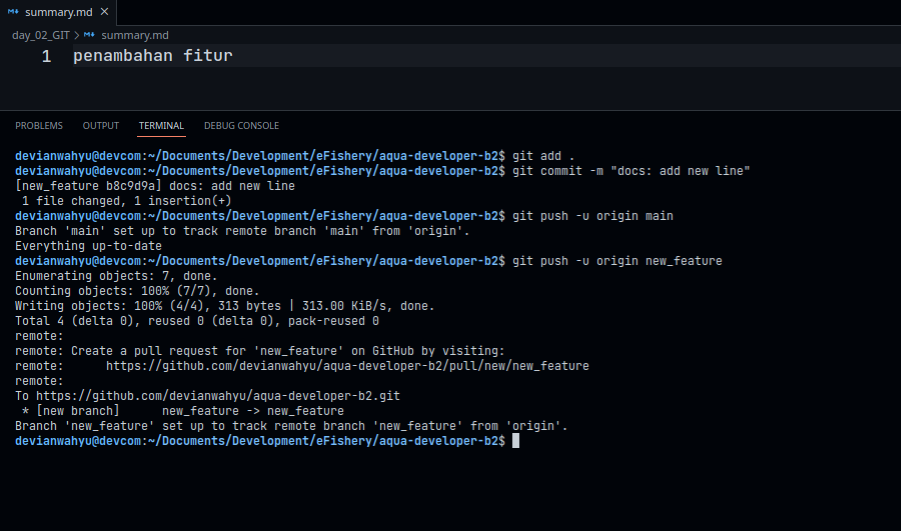 summary.md ×
day_02_GIT > summary.md
1 penambahan fitur
PROBLEMS OUTPUT TERMINAL DEBUG CONSOLE
devianwahyu@devcom:~/Documents/Development/eFishery/aqua-developer-b2$ git add .
devianwahyu@devcom:~/Documents/Development/eFishery/aqua-developer-b2$ git commit -m "docs: add new line"
[new_feature b8c9d9a] docs: add new line
 1 file changed, 1 insertion(+)
devianwahyu@devcom:~/Documents/Development/eFishery/aqua-developer-b2$ git push -u origin main
Branch 'main' set up to track remote branch 'main' from 'origin'.
Everything up-to-date
devianwahyu@devcom:~/Documents/Development/eFishery/aqua-developer-b2$ git push -u origin new_feature
Enumerating objects: 7, done.
Counting objects: 100% (7/7), done.
Writing objects: 100% (4/4), 313 bytes | 313.00 KiB/s, done.
Total 4 (delta 0), reused 0 (delta 0), pack-reused 0
remote:
remote: Create a pull request for 'new_feature' on GitHub by visiting:
remote:      https://github.com/devianwahyu/aqua-developer-b2/pull/new/new_feature
remote:
To https://github.com/devianwahyu/aqua-developer-b2.git
 * [new branch]      new_feature -> new_feature
Branch 'new_feature' set up to track remote branch 'new_feature' from 'origin'.
devianwahyu@devcom:~/Documents/Development/eFishery/aqua-developer-b2$